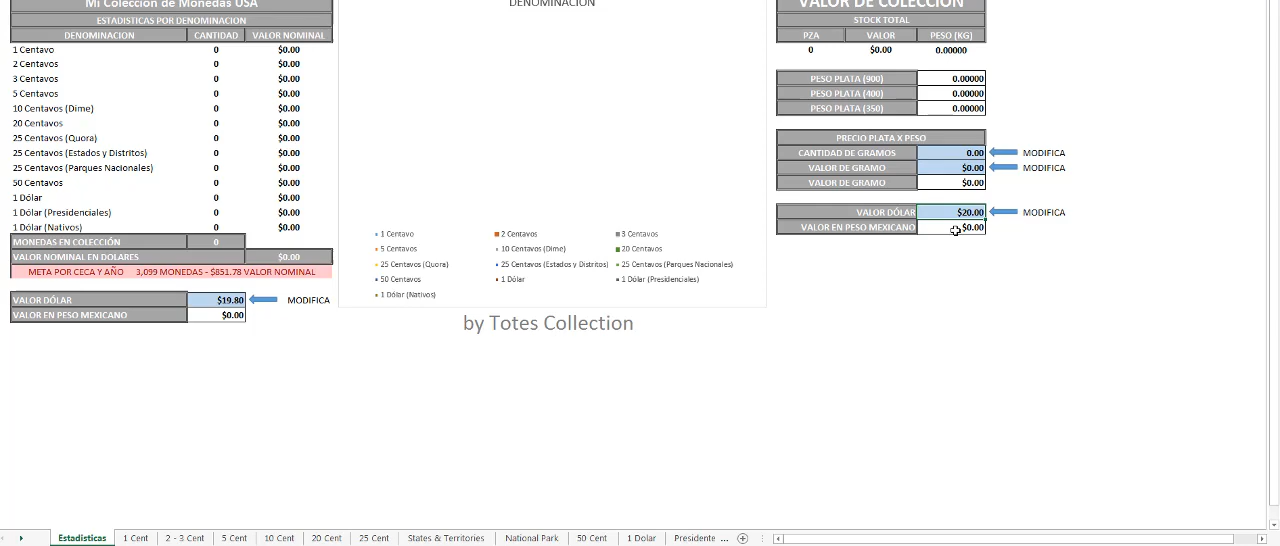 Mi Colección de Monedas USA
ESTADISTICAS POR DENOMINACION
DENOMINACION CANTIDAD VALOR NOMINAL
1 Centavo 0 $0.00
2 Centavos 0 $0.00
3 Centavos 0 $0.00
5 Centavos 0 $0.00
10 Centavos (Dime) 0 $0.00
20 Centavos 0 $0.00
25 Centavos (Quora) 0 $0.00
25 Centavos (Estados y Distritos) 0 $0.00
25 Centavos (Parques Nacionales) 0 $0.00
50 Centavos 0 $0.00
1 Dólar 0 $0.00
1 Dólar (Presidenciales) 0 $0.00
1 Dólar (Nativos) 0 $0.00
MONEDAS EN COLECCIÓN 0
VALOR NOMINAL EN DOLARES $0.00
META POR CECA Y AÑO 3,099 MONEDAS - $851.78 VALOR NOMINAL
VALOR DÓLAR $19.80 MODIFICA
VALOR EN PESO MEXICANO $0.00
DENOMINACIÓN
1 Centavo 2 Centavos 3 Centavos
5 Centavos 10 Centavos (Dime) 20 Centavos
25 Centavos (Quora) 25 Centavos (Estados y Distritos) 25 Centavos (Parques Nacionales)
50 Centavos 1 Dólar 1 Dólar (Presidenciales)
1 Dólar (Nativos)
by Totes Collection
VALOR DE COLECCIÓN
STOCK TOTAL
PZA VALOR PESO (KG)
0 $0.00 0.00000
PESO PLATA (900) 0.00000
PESO PLATA (400) 0.00000
PESO PLATA (350) 0.00000
PRECIO PLATA X PESO
CANTIDAD DE GRAMOS 0.00 MODIFICA
VALOR DE GRAMO $0.00 MODIFICA
VALOR DE GRAMO $0.00
VALOR DÓLAR $20.00 MODIFICA
VALOR EN PESO MEXICANO $0.00
Estadisticas 1 Cent 2 - 3 Cent 5 Cent 10 Cent 20 Cent 25 Cent States & Territories National Park 50 Cent 1 Dolar Presidente ...